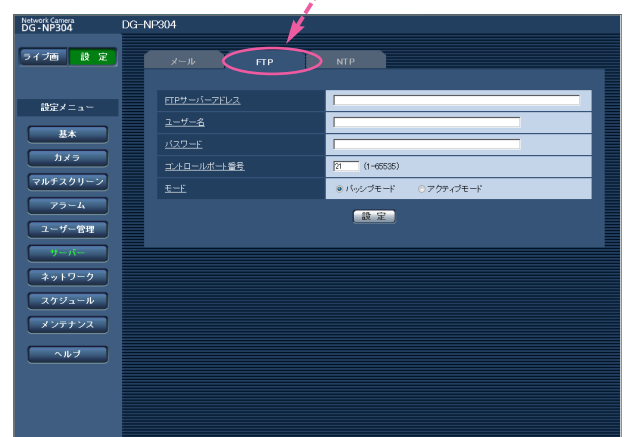 Network Camera
DG-NP304
DG-NP304
ライブ画 設 定
メール FTP NTP
設定メニュー
基本
カメラ
マルチスクリーン
アラーム
ユーザー管理
サーバー
ネットワーク
スケジュール
メンテナンス
ヘルプ
FTPサーバーアドレス
ユーザー名
パスワード
コントロールポート番号 21 (1-65535)
モード パッシブモード アクティブモード
設 定